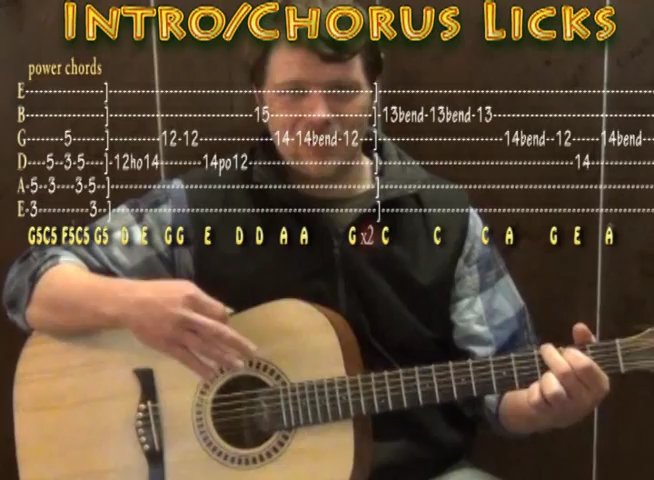 INTRO/CHORUS LICKS
power chords
E----------------]------------------------------------------------]--------------------------------------------
B----------------]-----------------------------15-----------------]-13bend-13bend-13----------------------------
G-------5--------]----------12-12-----------------14-14bend-12---]----------------------14bend--12-----14bend---
D----5--3-5----]-12ho14--------14po12----------------------------]-----------------------------------14---------
A-5--3----3-5--]------------------------------------------------]---------------------------------------------
E-3---------3--]------------------------------------------------]---------------------------------------------
G5C5 F5C5 G5 D E G G E D D A A G x2 C C C A G E A